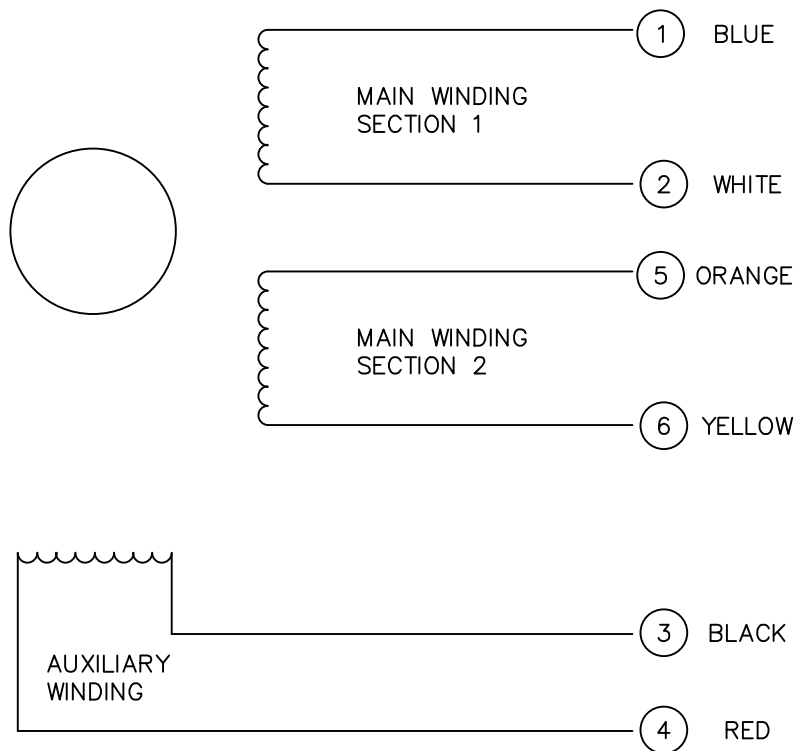 1 BLUE
MAIN WINDING
SECTION 1
2 WHITE
5 ORANGE
MAIN WINDING
SECTION 2
6 YELLOW
3 BLACK
AUXILIARY
WINDING
4 RED